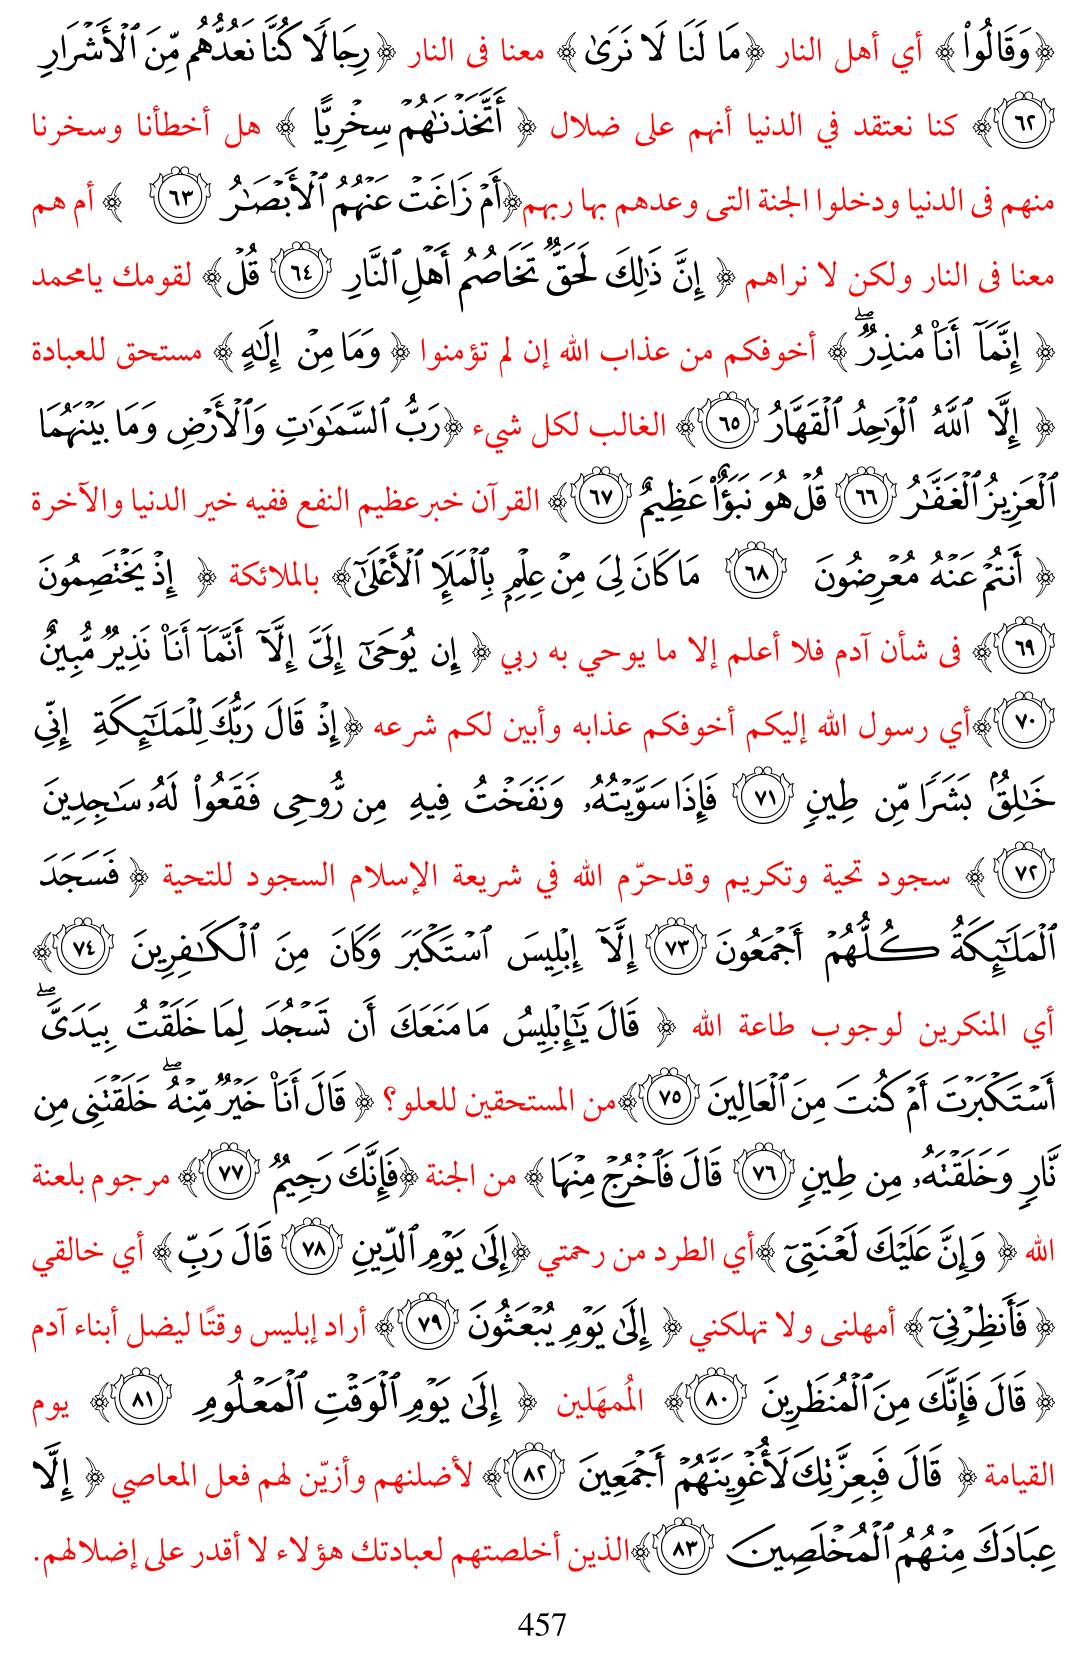 ﴿وَقَالُوا۟ ﴾ أي أهل النار ﴿مَا لَنَا لَا نَرَىٰ﴾ معنا فى النار ﴿رِجَالًا كُنَّا نَعُدُّهُم مِّنَ ٱلْأَشْرَارِ
٦٢﴾ كنا نعتقد في الدنيا أنهم على ضلال ﴿ أَتَّخَذْنَٰهُمْ سِخْرِيًّا ﴾ هل أخطأنا وسخرنا
منهم فى الدنيا ودخلوا الجنة التى وعدهم بها ربهم﴿أَمْ زَاغَتْ عَنْهُمُ ٱلْأَبْصَٰرُ ٦٣ ﴾ أم هم
معنا فى النار ولكن لا نراهم ﴿ إِنَّ ذَٰلِكَ لَحَقٌّ تَخَاصُمُ أَهْلِ ٱلنَّارِ ٦٤ قُلْ﴾ لقومك يامحمد
﴿ إِنَّمَآ أَنَا۠ مُنذِرٌۖ﴾ أخوفكم من عذاب الله إن لم تؤمنوا ﴿ وَمَا مِنْ إِلَٰهٍ﴾ مستحق للعبادة
﴿ إِلَّا ٱللَّهُ ٱلْوَٰحِدُ ٱلْقَهَّارُ ٦٥﴾ الغالب لكل شيء ﴿رَبُّ ٱلسَّمَٰوَٰتِ وَٱلْأَرْضِ وَمَا بَيْنَهُمَا
ٱلْعَزِيزُ ٱلْغَفَّٰرُ ٦٦ قُلْ هُوَ نَبَؤٌا۟ عَظِيمٌ ٦٧﴾ القرآن خبرعظيم النفع ففيه خير الدنيا والآخرة
﴿ أَنتُمْ عَنْهُ مُعْرِضُونَ ٦٨ مَا كَانَ لِىَ مِنْ عِلْمٍۭ بِٱلْمَلَإِ ٱلْأَعْلَىٰٓ﴾ بالملائكة ﴿ إِذْ يَخْتَصِمُونَ
٦٩﴾ فى شأن آدم فلا أعلم إلا ما يوحي به ربي ﴿ إِن يُوحَىٰٓ إِلَىَّ إِلَّآ أَنَّمَآ أَنَا۠ نَذِيرٌ مُّبِينٌ
٧٠﴾أي رسول الله إليكم أخوفكم عذابه وأبين لكم شرعه ﴿إِذْ قَالَ رَبُّكَ لِلْمَلَٰٓئِكَةِ إِنِّى
خَٰلِقٌۢ بَشَرًا مِّن طِينٍ ٧١ فَإِذَا سَوَّيْتُهُۥ وَنَفَخْتُ فِيهِ مِن رُّوحِى فَقَعُوا۟ لَهُۥ سَٰجِدِينَ
٧٢ ﴾ سجود تحية وتكريم وقدحرّم الله في شريعة الإسلام السجود للتحية ﴿ فَسَجَدَ
ٱلْمَلَٰٓئِكَةُ كُلُّهُمْ أَجْمَعُونَ ٧٣ إِلَّآ إِبْلِيسَ ٱسْتَكْبَرَ وَكَانَ مِنَ ٱلْكَٰفِرِينَ ٧٤﴾
أي المنكرين لوجوب طاعة الله ﴿ قَالَ يَٰٓإِبْلِيسُ مَا مَنَعَكَ أَن تَسْجُدَ لِمَا خَلَقْتُ بِيَدَىَّۖ
أَسْتَكْبَرْتَ أَمْ كُنتَ مِنَ ٱلْعَالِينَ ٧٥﴾من المستحقين للعلو؟ ﴿ قَالَ أَنَا۠ خَيْرٌ مِّنْهُۖ خَلَقْتَنِى مِن
نَّارٍ وَخَلَقْتَهُۥ مِن طِينٍ ٧٦ قَالَ فَٱخْرُجْ مِنْهَا﴾ من الجنة ﴿فَإِنَّكَ رَجِيمٌ ٧٧﴾ مرجوم بلعنة
الله ﴿ وَإِنَّ عَلَيْكَ لَعْنَتِىٓ ﴾أي الطرد من رحمتي ﴿إِلَىٰ يَوْمِ ٱلدِّينِ ٧٨ قَالَ رَبِّ ﴾ أي خالقي
﴿ فَأَنظِرْنِىٓ﴾ أمهلنى ولا تهلكني ﴿ إِلَىٰ يَوْمِ يُبْعَثُونَ ٧٩﴾ أراد إبليس وقتًا ليضل أبناء آدم
﴿ قَالَ فَإِنَّكَ مِنَ ٱلْمُنظَرِينَ ٨٠﴾ المُمهَلين ﴿ إِلَىٰ يَوْمِ ٱلْوَقْتِ ٱلْمَعْلُومِ ٨١﴾ يوم
القيامة ﴿ قَالَ فَبِعِزَّتِكَ لَأُغْوِيَنَّهُمْ أَجْمَعِينَ ٨٢﴾ لأضلنهم وأزيّن لهم فعل المعاصي ﴿ إِلَّا
عِبَادَكَ مِنْهُمُ ٱلْمُخْلَصِينَ ٨٣﴾الذين أخلصتهم لعبادتك هؤلاء لا أقدر على إضلالهم.
457